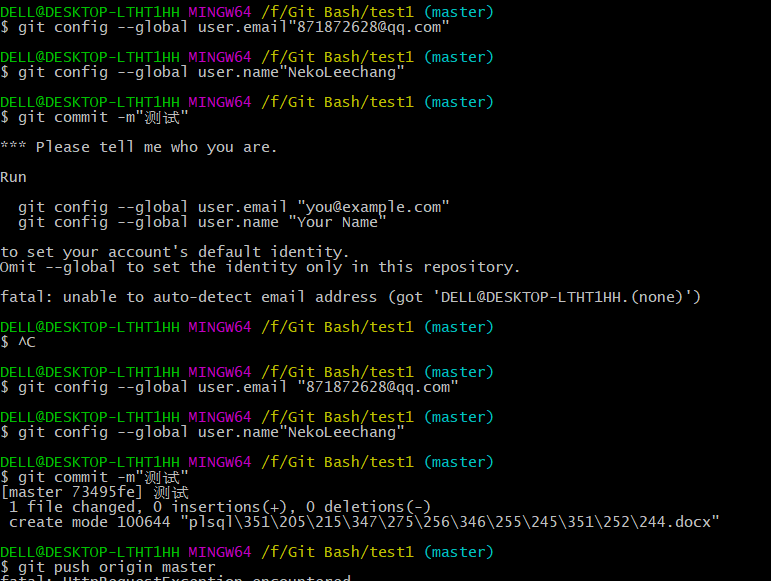 DELL@DESKTOP-LTHT1HH MINGW64 /f/Git Bash/test1 (master)
$ git config --global user.email"871872628@qq.com"
DELL@DESKTOP-LTHT1HH MINGW64 /f/Git Bash/test1 (master)
$ git config --global user.name"NekoLeechang"
DELL@DESKTOP-LTHT1HH MINGW64 /f/Git Bash/test1 (master)
$ git commit -m"测试"
*** Please tell me who you are.
Run
git config --global user.email "you@example.com"
git config --global user.name "Your Name"
to set your account's default identity.
Omit --global to set the identity only in this repository.
fatal: unable to auto-detect email address (got 'DELL@DESKTOP-LTHT1HH.(none)')
DELL@DESKTOP-LTHT1HH MINGW64 /f/Git Bash/test1 (master)
$ ^C
DELL@DESKTOP-LTHT1HH MINGW64 /f/Git Bash/test1 (master)
$ git config --global user.email "871872628@qq.com"
DELL@DESKTOP-LTHT1HH MINGW64 /f/Git Bash/test1 (master)
$ git config --global user.name"NekoLeechang"
DELL@DESKTOP-LTHT1HH MINGW64 /f/Git Bash/test1 (master)
$ git commit -m"测试"
[master 73495fe] 测试
1 file changed, 0 insertions(+), 0 deletions(-)
create mode 100644 "plsql\351\205\215\347\275\256\346\255\245\351\252\244.docx"
DELL@DESKTOP-LTHT1HH MINGW64 /f/Git Bash/test1 (master)
$ git push origin master
fatal: HttpRequestException encountered